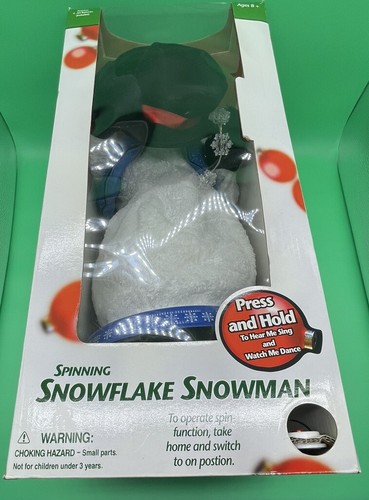 Ages 8 +
Press
and Hold
To Hear Me Sing
and
Watch Me Dance
SPINNING
SNOWFLAKE SNOWMAN
To operate spin-
function, take
home and switch
to on postion.
WARNING:
CHOKING HAZARD - Small parts.
Not for children under 3 years.